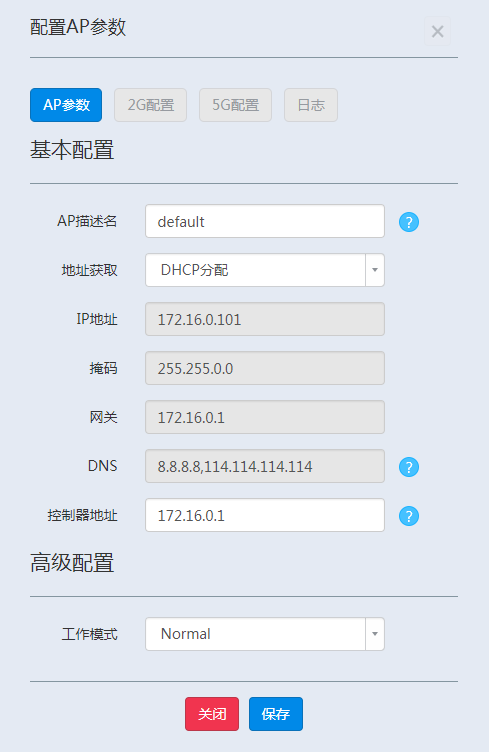 配置AP参数
AP参数 2G配置 5G配置 日志
基本配置
AP描述名 default ?
地址获取 DHCP分配
IP地址 172.16.0.101
掩码 255.255.0.0
网关 172.16.0.1
DNS 8.8.8.8,114.114.114.114 ?
控制器地址 172.16.0.1 ?
高级配置
工作模式 Normal
关闭 保存